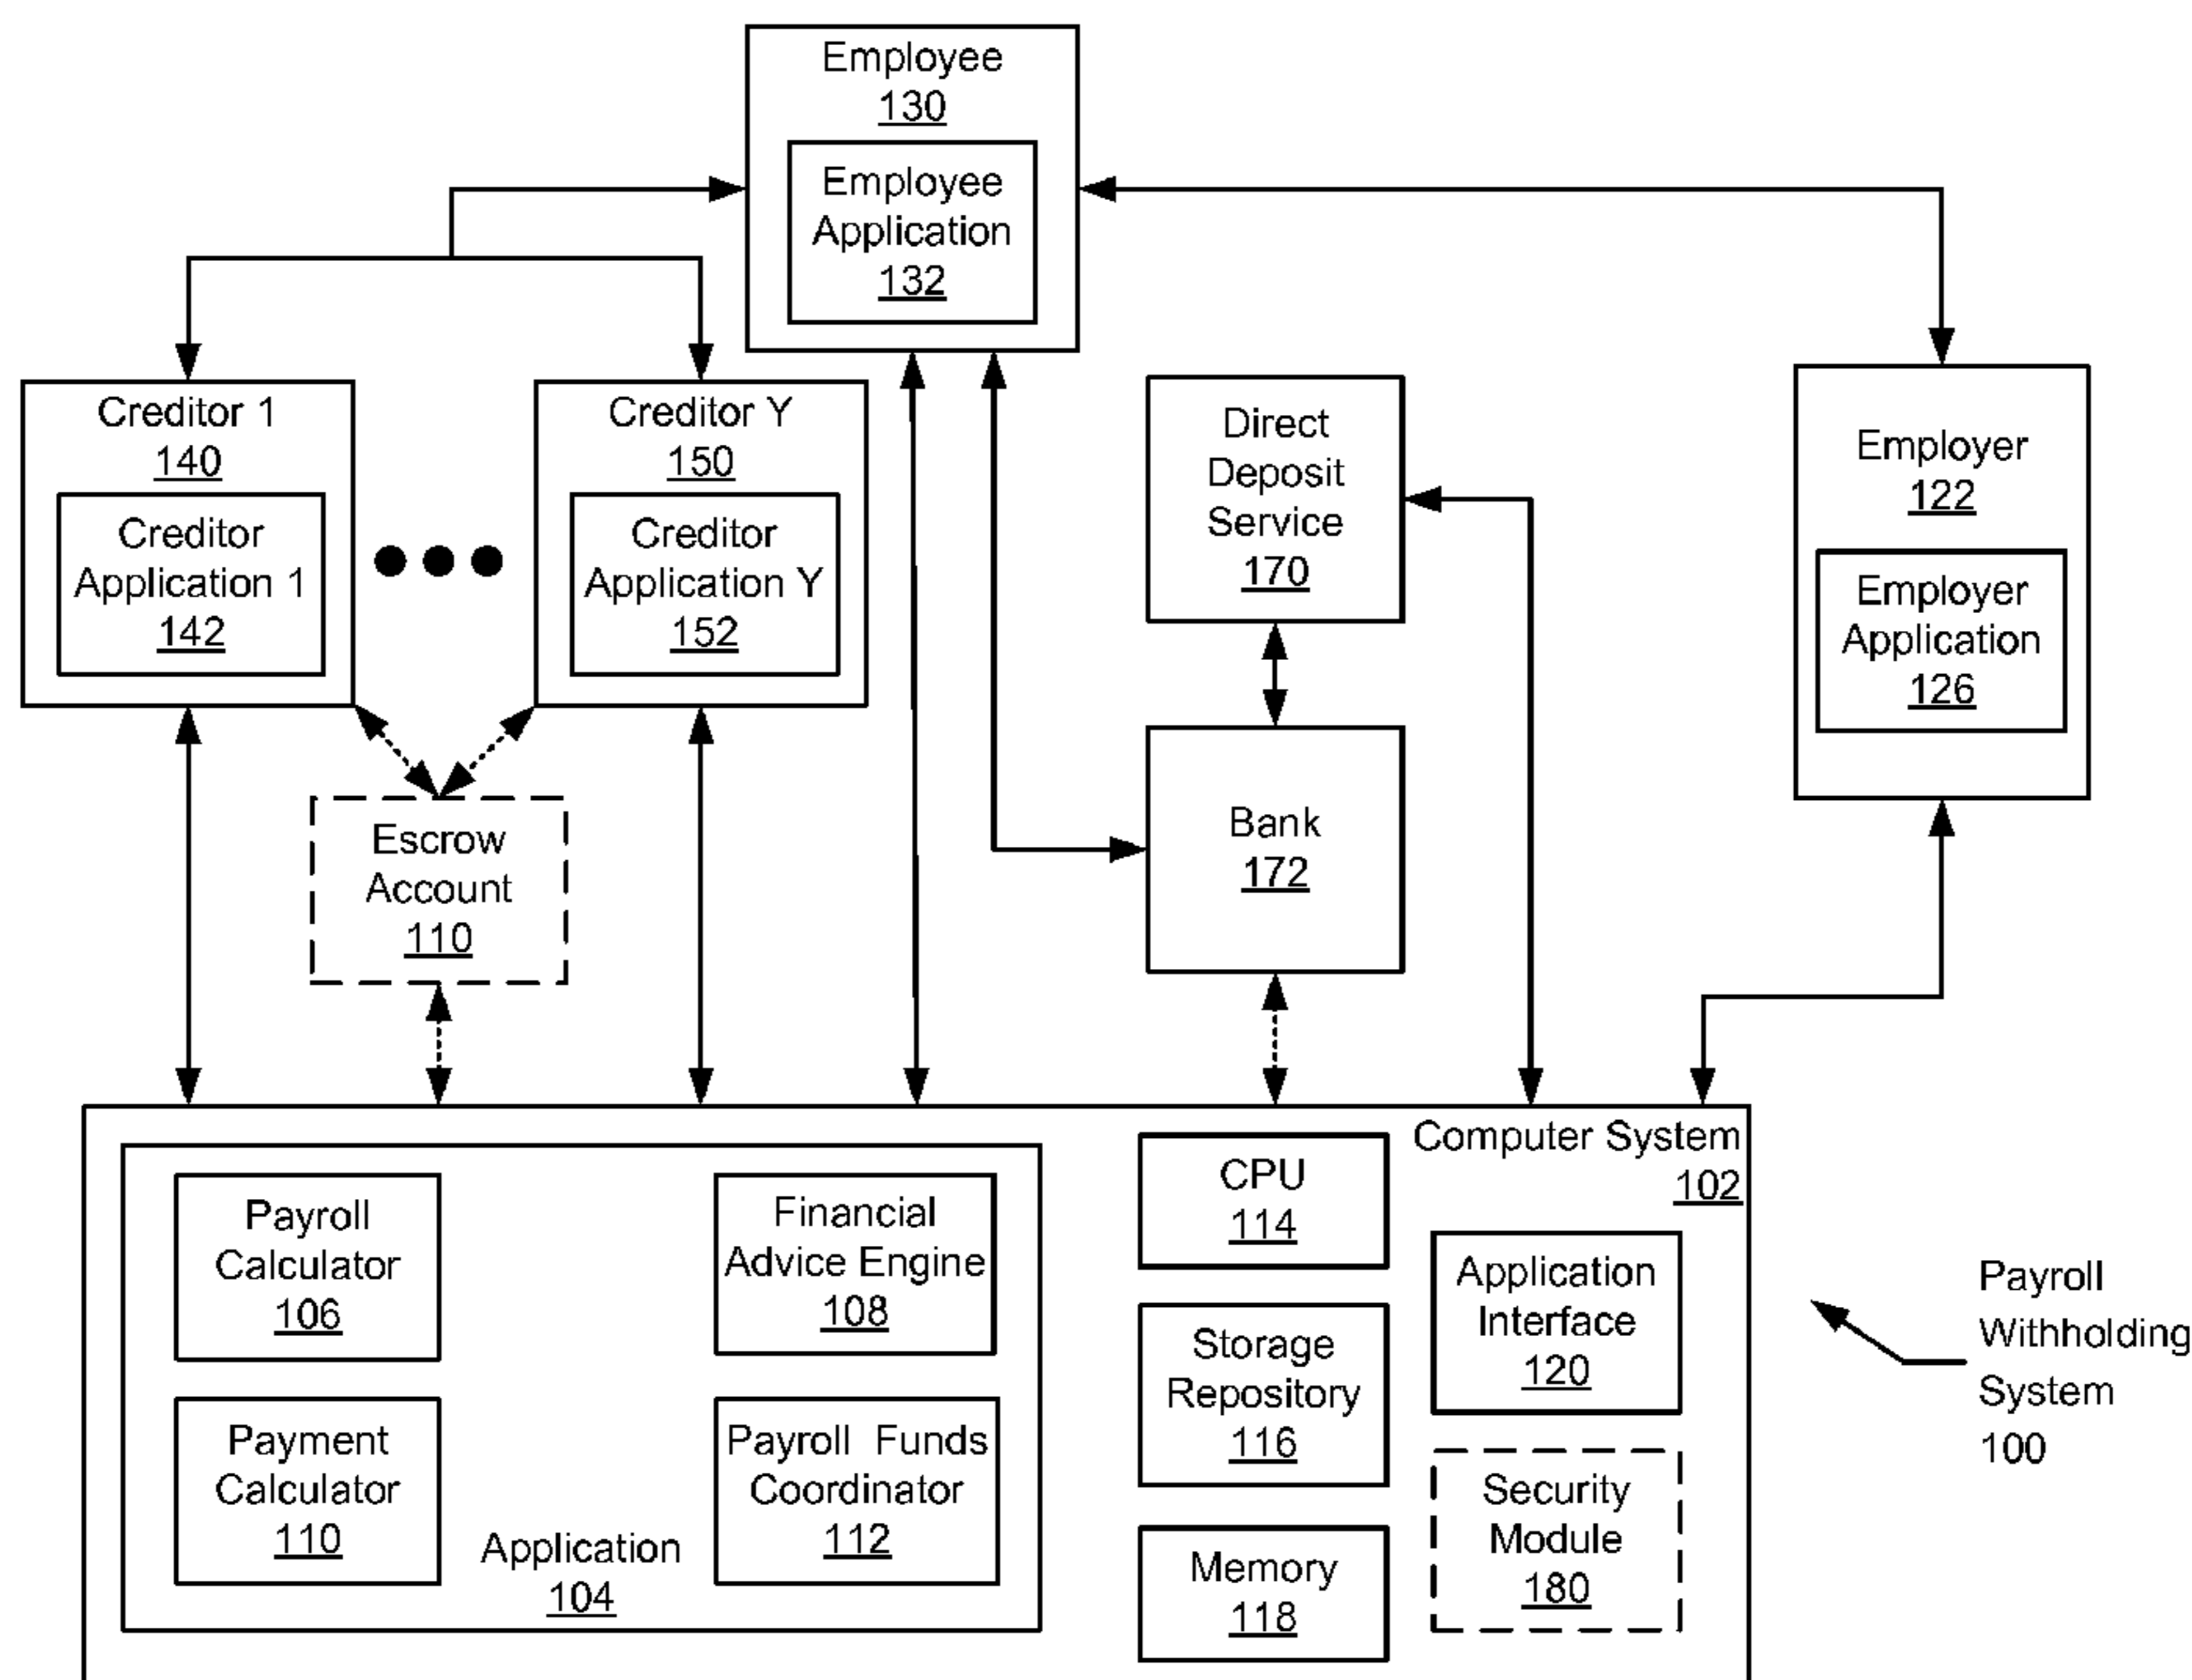 Employee
130
Employee
Application
132
Creditor 1
140
Creditor
Application 1
142
Creditor Y
150
Creditor
Application Y
152
Direct
Deposit
Service
170
Employer
122
Employer
Application
126
Escrow
Account
110
Bank
172
Computer System
102
Payroll
Calculator
106
Financial
Advice Engine
108
Payment
Calculator
110
Payroll Funds
Coordinator
112
Application
104
CPU
114
Storage
Repository
116
Memory
118
Application
Interface
120
Security
Module
180
Payroll
Withholding
System
100